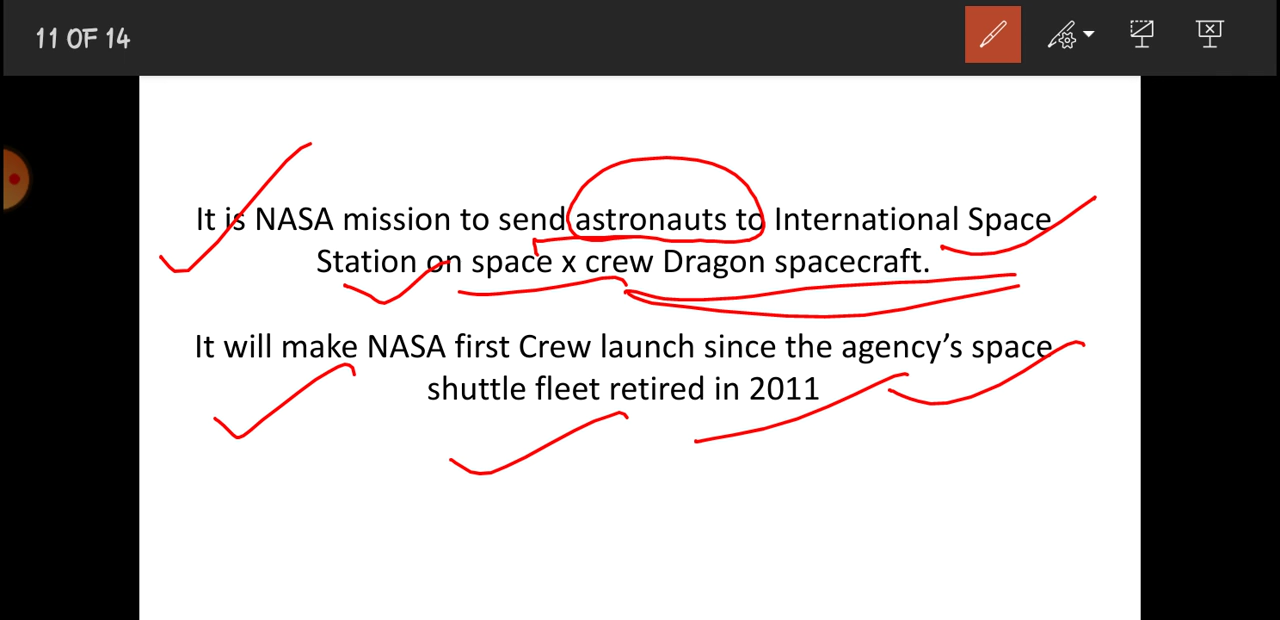 11 OF 14
It is NASA mission to send astronauts to International Space
Station on space x crew Dragon spacecraft.
It will make NASA first Crew launch since the agency’s space
shuttle fleet retired in 2011